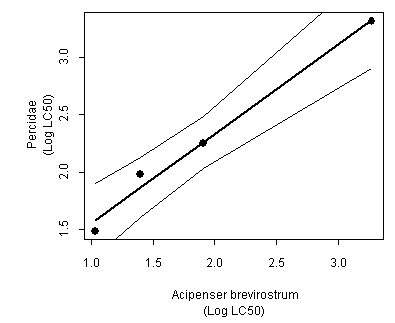 3.0
2.5
2.0
1.5
Percidae
(Log LC50)
1.0 1.5 2.0 2.5 3.0
Acipenser brevirostrum
(Log LC50)